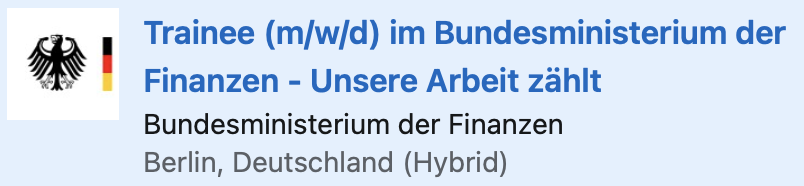 Trainee (m/w/d) im Bundesministerium der
Finanzen - Unsere Arbeit zählt
Bundesministerium der Finanzen
Berlin, Deutschland (Hybrid)